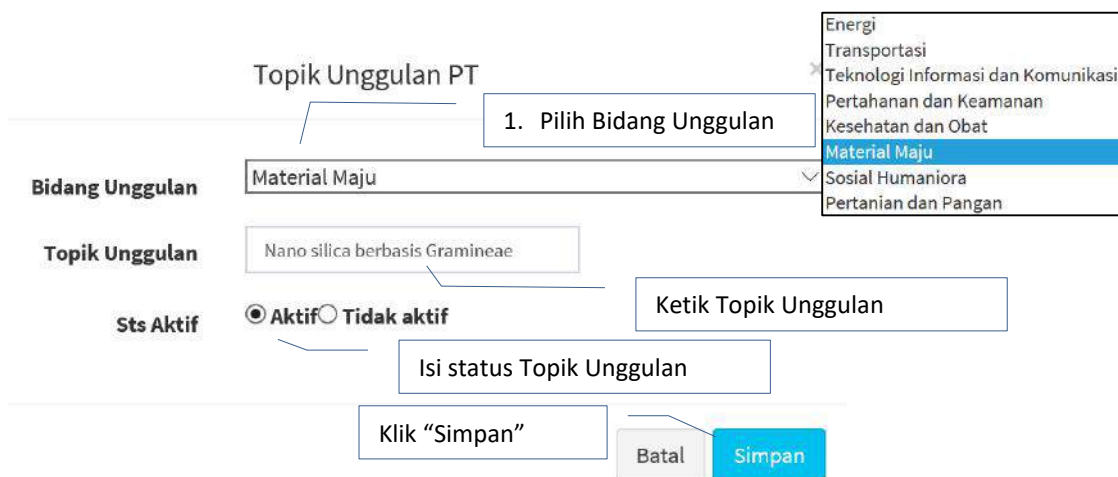 Energi
Transportasi
Topik Unggulan PT
×
Teknologi Informasi dan Komunikasi
Pertahanan dan Keamanan
1. Pilih Bidang Unggulan
Kesehatan dan Obat
Material Maju
Bidang Unggulan
Material Maju
Sosial Humaniora
Pertanian dan Pangan
Topik Unggulan
Nano silica berbasis Gramineae
Ketik Topik Unggulan
Sts Aktif
Aktif Tidak aktif
Isi status Topik Unggulan
Klik “Simpan”
Batal
Simpan